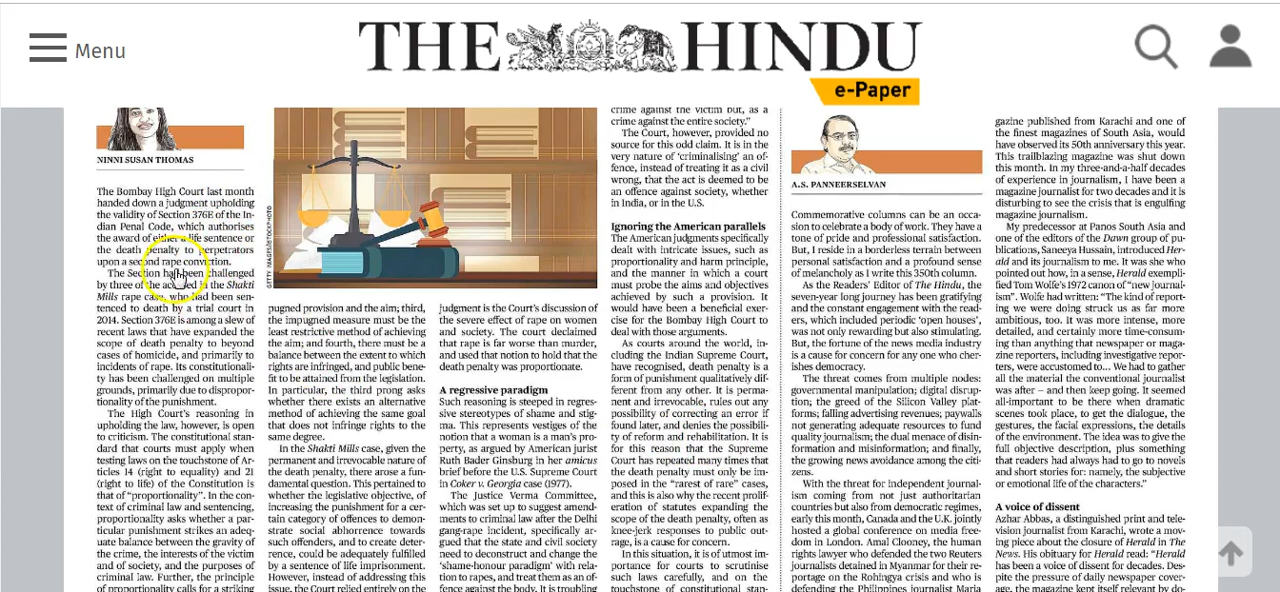 Menu
THE HINDU
e-Paper
NINNI SUSAN THOMAS
The Bombay High Court last month
handed down a judgment upholding
the validity of Section 376E of the In-
dian Penal Code, which authorises
the award of either a life sentence or
the death penalty to perpetrators
upon a second rape conviction.
The Section had been challenged
by three of the accused in the Shakti
Mills rape case, who had been sen-
tenced to death by a trial court in
2014. Section 376E is among a slew of
recent laws that have expanded the
scope of death penalty to beyond
cases of homicide, and primarily to
incidents of rape. Its constitutional-
ity has been challenged on multiple
grounds, primarily due to dispropor-
tionality of the punishment.
The High Court's reasoning in
upholding the law, however, is open
to criticism. The constitutional stan-
dard that courts must apply when
testing laws on the touchstone of Ar-
ticles 14 (right to equality) and 21
(right to life) of the Constitution is
that of “proportionality”. In the con-
text of criminal law and sentencing,
proportionality asks whether a par-
ticular punishment strikes an adeq-
uate balance between the gravity of
the crime, the interests of the victim
and of society, and the purposes of
criminal law. Further, the principle
of proportionality calls for a striking
GETTY IMAGES/ISTOCKPHOTO
pugned provision and the aim; third,
the impugned measure must be the
least restrictive method of achieving
the aim; and fourth, there must be a
balance between the extent to which
rights are infringed, and public bene-
fit to be attained from the legislation.
In particular, the third prong asks
whether there exists an alternative
method of achieving the same goal
that does not infringe rights to the
same degree.
In the Shakti Mills case, given the
permanent and irrevocable nature of
the death penalty, there arose a fun-
damental question. This pertained to
whether the legislative objective, of
increasing the punishment for a cer-
tain category of offences to demon-
strate social abhorrence towards
such offenders, and to create deter-
rence, could be adequately fulfilled
by a sentence of life imprisonment.
However, instead of addressing this
issue, the Court relied entirely on the
judgment is the Court's discussion of
the severe effect of rape on women
and society. The court declaimed
that rape is far worse than murder,
and used that notion to hold that the
death penalty was proportionate.
A regressive paradigm
Such reasoning is steeped in regres-
sive stereotypes of shame and stig-
ma. This represents vestiges of the
notion that a woman is a man's pro-
perty, as argued by American jurist
Ruth Bader Ginsburg in her amicus
brief before the U.S. Supreme Court
in Coker v. Georgia case (1977).
The Justice Verma Committee,
which was set up to suggest amend-
ments to criminal law after the Delhi
gang-rape incident, specifically ar-
gued that the state and civil society
need to deconstruct and change the
‘shame-honour paradigm’ with rela-
tion to rapes, and treat them as an of-
fence against the body. It is troubling
crime against the victim but, as a
crime against the entire society.”
The Court, however, provided no
source for this odd claim. It is in the
very nature of ‘criminalising’ an of-
fence, instead of treating it as a civil
wrong, that the act is deemed to be
an offence against society, whether
in India, or in the U.S.
Ignoring the American parallels
The American judgments specifically
dealt with intricate issues, such as
proportionality and harm principle,
and the manner in which a court
must probe the aims and objectives
achieved by such a provision. It
would have been a beneficial exer-
cise for the Bombay High Court to
deal with those arguments.
As courts around the world, in-
cluding the Indian Supreme Court,
have recognised, death penalty is a
form of punishment qualitatively dif-
ferent from any other. It is perma-
nent and irrevocable, rules out any
possibility of correcting an error if
found later, and denies the possibili-
ty of reform and rehabilitation. It is
for this reason that the Supreme
Court has repeated many times that
the death penalty must only be im-
posed in the “rarest of rare” cases,
and this is also why the recent prolif-
eration of statutes expanding the
scope of the death penalty, often as
knee-jerk responses to public out-
rage, is a case for concern.
In this situation, it is of utmost im-
portance for courts to scrutinise
such laws carefully, and on the
touchstone of constitutional stan-
A.S. PANNEERSELVAN
Commemorative columns can be an occa-
sion to celebrate a body of work. They have
a tone of pride and professional satisfaction.
But, I reside in a borderless terrain between
personal satisfaction and a profound sense
of melancholy as I write this 350th column.
As the Readers' Editor of The Hindu, the
seven-year long journey has been gratifying
and the constant engagement with the read-
ers, which included periodic ‘open houses’,
was not only rewarding but also stimulating.
But, the fortune of the news media industry
is a cause for concern for anyone who cher-
ishes democracy.
The threat comes from multiple nodes:
governmental manipulation; digital disrup-
tion; the greed of the Silicon Valley plat-
forms; falling advertising revenues; paywalls
not generating adequate resources to fund
quality journalism; the dual menace of disin-
formation and misinformation; and finally,
the growing news avoidance among the citi-
zens.
With the threat for independent journal-
ism coming from not just authoritarian
countries but also from democratic regimes,
early this month, Canada and the U.K. jointly
hosted a global conference on media free-
dom in London. Amal Clooney, the human
rights lawyer who defended the two Reuters
journalists detained in Myanmar for their re-
portage on the Rohingya crisis and who is
defending the Philippines journalist Maria
gazine published from Karachi and one of
the finest magazines of South Asia, would
have observed its 50th anniversary this year.
This trailblazing magazine was shut down
this month. In my three-and-a-half decades
of experience in journalism, I have been a
magazine journalist for two decades and it is
disturbing to see the crisis that is engulfing
magazine journalism.
My predecessor at Panos South Asia and
one of the editors of the Dawn group of pu-
blications, Saneeya Hussain, introduced Her-
ald and its journalism to me. It was she who
pointed out how, in a sense, Herald exempli-
fied Tom Wolfe's 1972 canon of “new journal-
ism”. Wolfe had written: “The kind of report-
ing we were doing struck us as far more
ambitious, too. It was more intense, more
detailed, and certainly more time-consum-
ing than anything that newspaper or maga-
zine reporters, including investigative repor-
ters, were accustomed to... We had to gather
all the material the conventional journalist
was after – and then keep going. It seemed
all-important to be there when dramatic
scenes took place, to get the dialogue, the
gestures, the facial expressions, the details
of the environment. The idea was to give the
full objective description, plus something
that readers had always had to go to novels
and short stories for: namely, the subjective
or emotional life of the characters.”
A voice of dissent
Azhar Abbas, a distinguished print and tele-
vision journalist from Karachi, wrote a mov-
ing piece about the closure of Herald in The
News. His obituary for Herald read: “Herald
has been a voice of dissent for decades. Des-
pite the pressure of daily newspaper cover-
age, the magazine kept itself relevant by do-